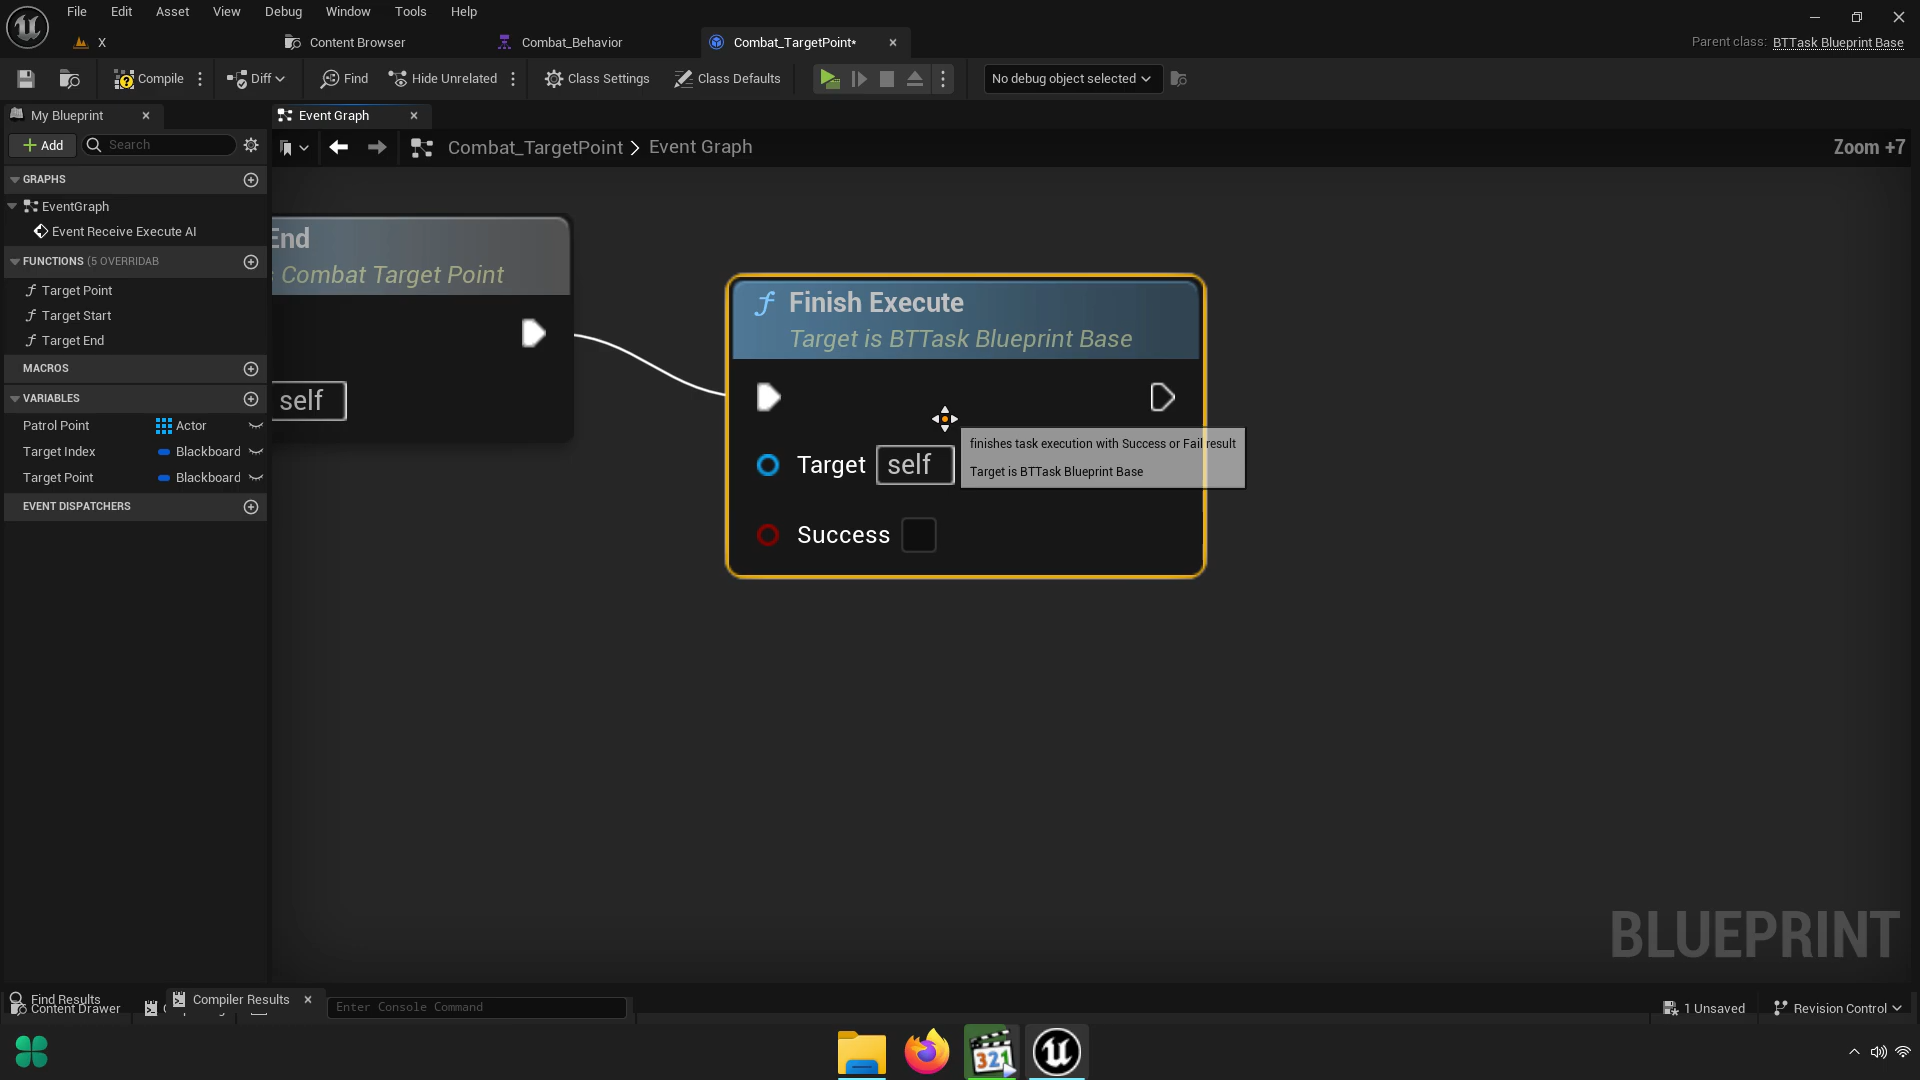 File Edit Asset View Debug Window Tools Help
X
Content Browser
Combat_Behavior
Combat_TargetPoint*
Parent class: BTTask Blueprint Base
Compile
Diff
Find
Hide Unrelated
Class Settings
Class Defaults
No debug object selected
My Blueprint
Event Graph
Add
Search
Combat_TargetPoint > Event Graph
Zoom +7
GRAPHS
EventGraph
Event Receive Execute AI
FUNCTIONS (5 OVERRIDAB
Target Point
Target Start
Target End
MACROS
VARIABLES
Patrol Point Actor
Target Index Blackboard
Target Point Blackboard
EVENT DISPATCHERS
End
Combat Target Point
self
f Finish Execute
Target is BTTask Blueprint Base
Target self
Success
finishes task execution with Success or Fail result
Target is BTTask Blueprint Base
BLUEPRINT
Find Results
Compiler Results
Content Drawer
Enter Console Command
1 Unsaved
Revision Control
321